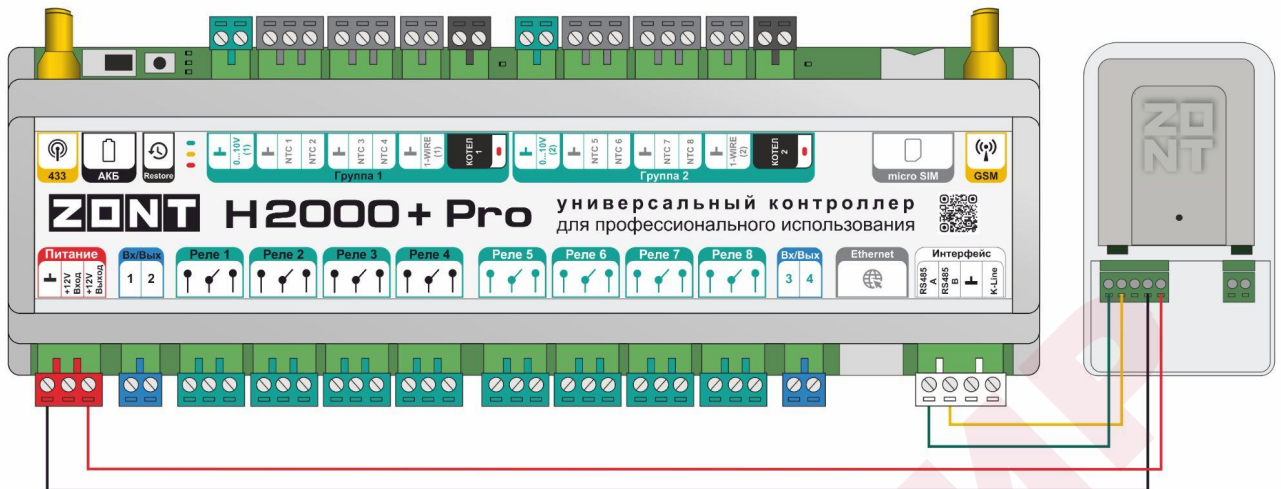 0...10V (1)
NTC 1
NTC 2
NTC 3
NTC 4
1-WIRE (1)
КОТЕЛ 1
0...10V (2)
NTC 5
NTC 6
NTC 7
NTC 8
1-WIRE (2)
КОТЕЛ 2
433
АКБ
Restore
Группа 1
Группа 2
micro SIM
GSM
ZONT
ZONT H2000+ Pro
универсальный контроллер
для профессионального использования
Питание
+12V Вход
+12V Выход
Вх/Вых
1 2
Реле 1
Реле 2
Реле 3
Реле 4
Реле 5
Реле 6
Реле 7
Реле 8
Вх/Вых
3 4
Ethernet
Интерфейс
RS485 A
RS485 B
K-Line